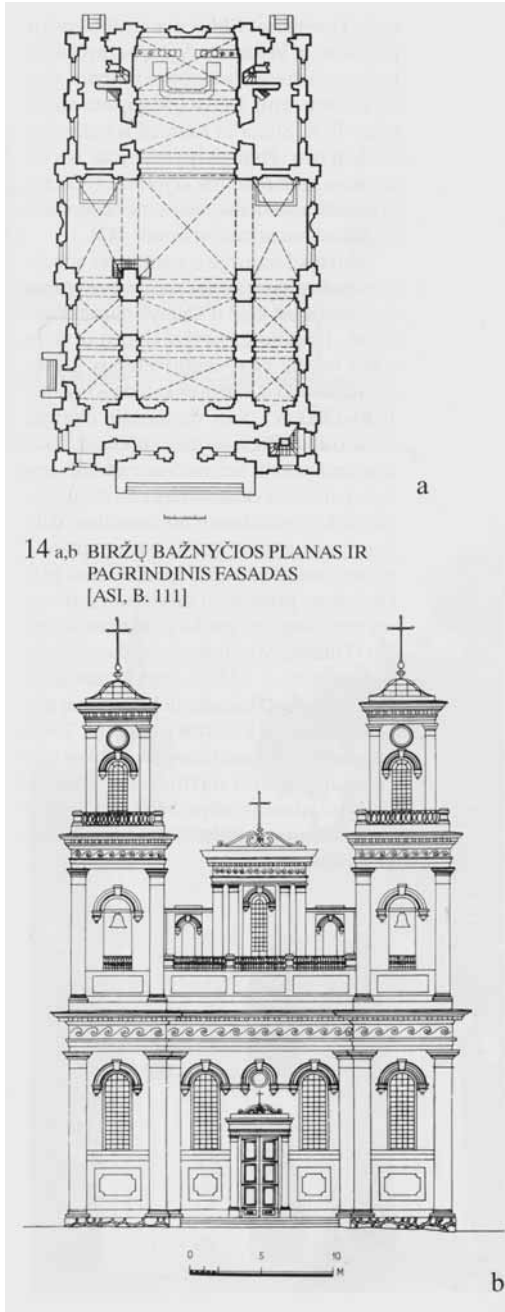 a
14 a,b BIRŽŲ BAŽNYČIOS PLANAS IR
PAGRINDINIS FASADAS
[ASI, B. 111]
0 5 10
M
b